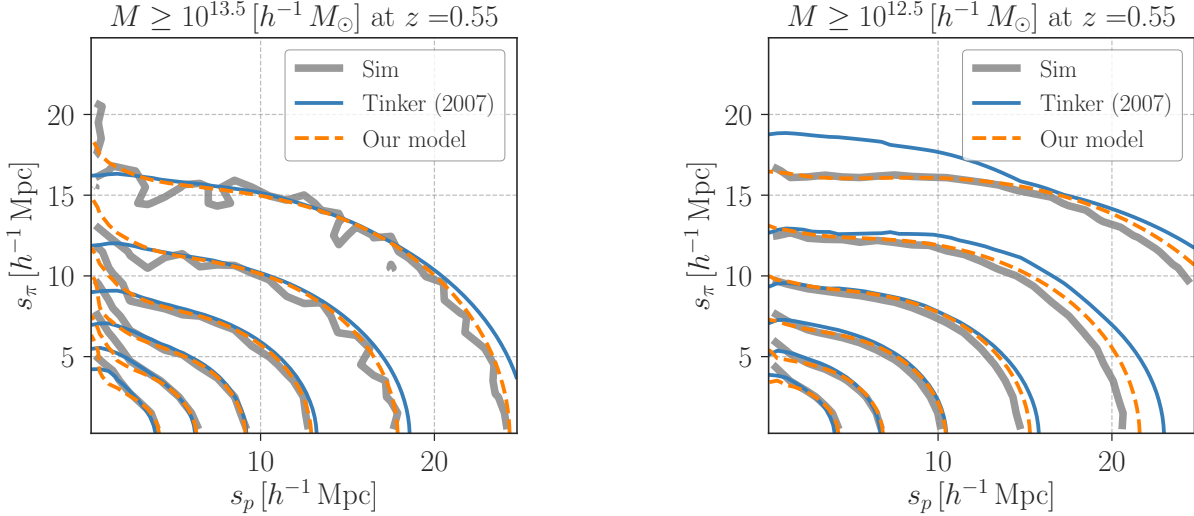 M ≥ 10^{13.5} [h^{-1} M_⊙] at z =0.55
Sim
Tinker (2007)
Our model
20
15
10
5
s_π [h^{-1} Mpc]
10
20
s_p [h^{-1} Mpc]
M ≥ 10^{12.5} [h^{-1} M_⊙] at z =0.55
Sim
Tinker (2007)
Our model
20
15
10
5
s_π [h^{-1} Mpc]
10
20
s_p [h^{-1} Mpc]